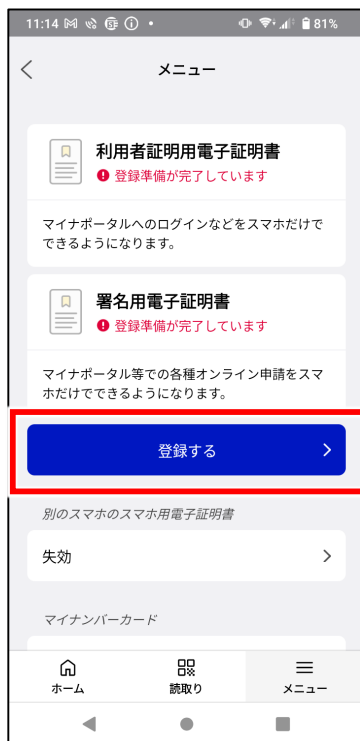 11:14
81%
メニュー
利用者証明用電子証明書
登録準備が完了しています
マイナポータルへのログインなどをスマホだけで
できるようになります。
署名用電子証明書
登録準備が完了しています
マイナポータル等での各種オンライン申請をスマ
ホだけでできるようになります。
登録する
別のスマホのスマホ用電子証明書
失効
マイナンバーカード
ホーム
読取り
メニュー